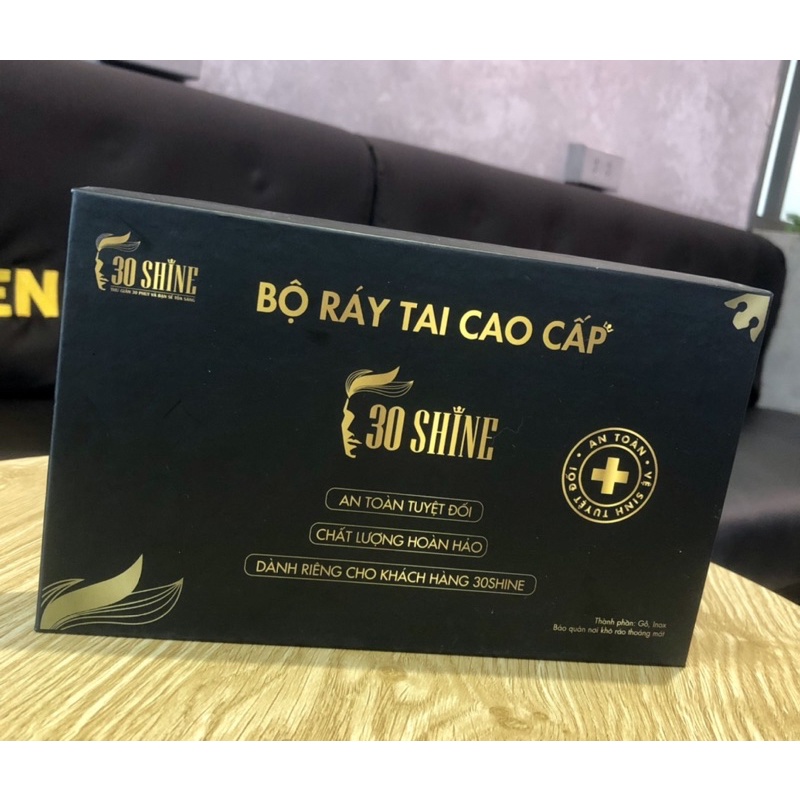 EN
30 SHINE
BỘ RÁY TAI CAO CẤP
30 SHINE
AN TOÀN TUYỆT ĐỐI
CHẤT LƯỢNG HOÀN HẢO
DÀNH RIÊNG CHO KHÁCH HÀNG 30SHINE
AN TOÀN • VỆ SINH TUYỆT ĐỐI
Thành phần: Gỗ, Inox
Bảo quản nơi khô ráo thoáng mát